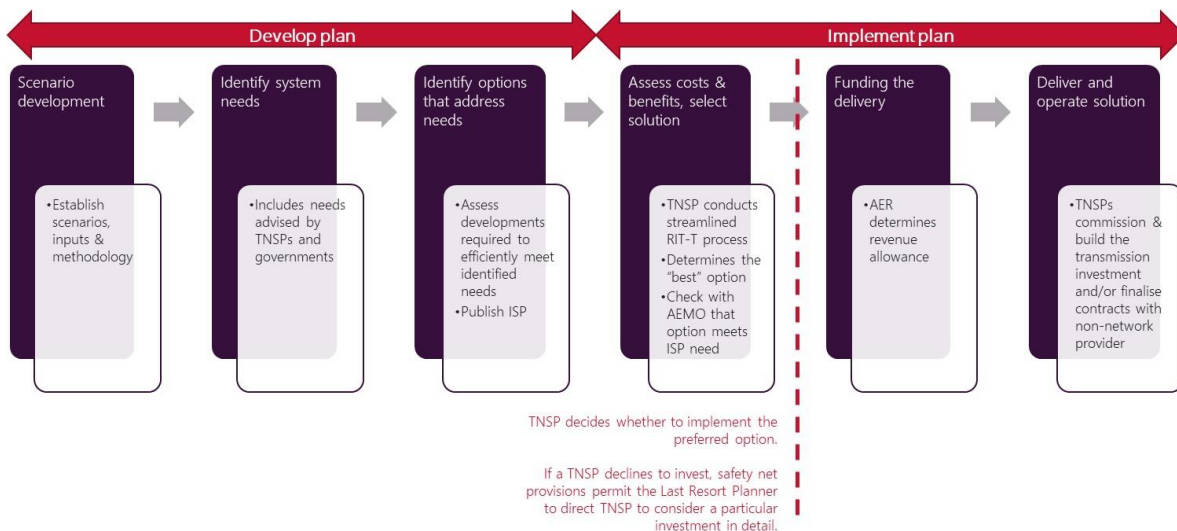 Develop plan
Implement plan
Scenario
development
•Establish
scenarios,
inputs &
methodology
Identify system
needs
•Includes needs
advised by
TNSPs and
governments
Identify options
that address
needs
•Assess
developments
required to
efficiently meet
identified
needs
•Publish ISP
Assess costs &
benefits, select
solution
•TNSP conducts
streamlined
RIT-T process
•Determines the
"best" option
•Check with
AEMO that
option meets
ISP need
Funding the
delivery
•AER
determines
revenue
allowance
Deliver and
operate solution
•TNSPs
commission &
build the
transmission
investment
and/or finalise
contracts with
non-network
provider
TNSP decides whether to implement the
preferred option.
If a TNSP declines to invest, safety net
provisions permit the Last Resort Planner
to direct TNSP to consider a particular
investment in detail.